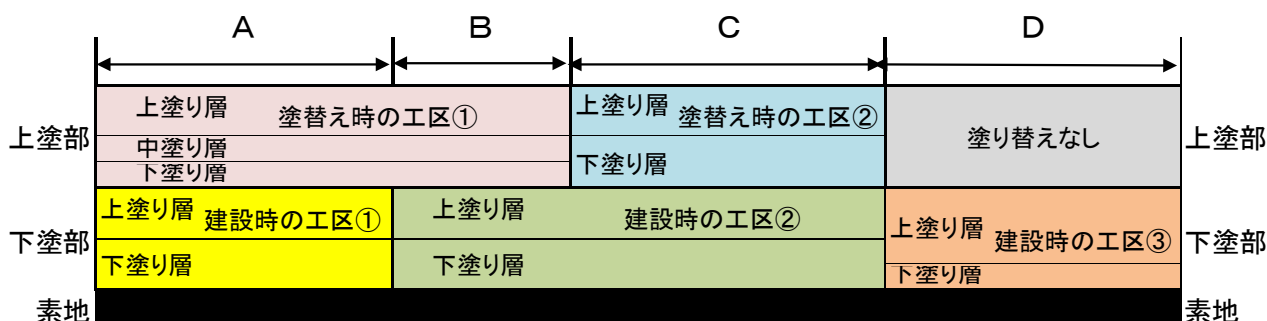 A B C D
上塗部
上塗り層 塗替え時の工区①
中塗り層
下塗り層
上塗り層 塗替え時の工区②
下塗り層
塗り替えなし
上塗部
下塗部
上塗り層 建設時の工区①
下塗り層
上塗り層 建設時の工区②
下塗り層
上塗り層 建設時の工区③
下塗り層
下塗部
素地
素地